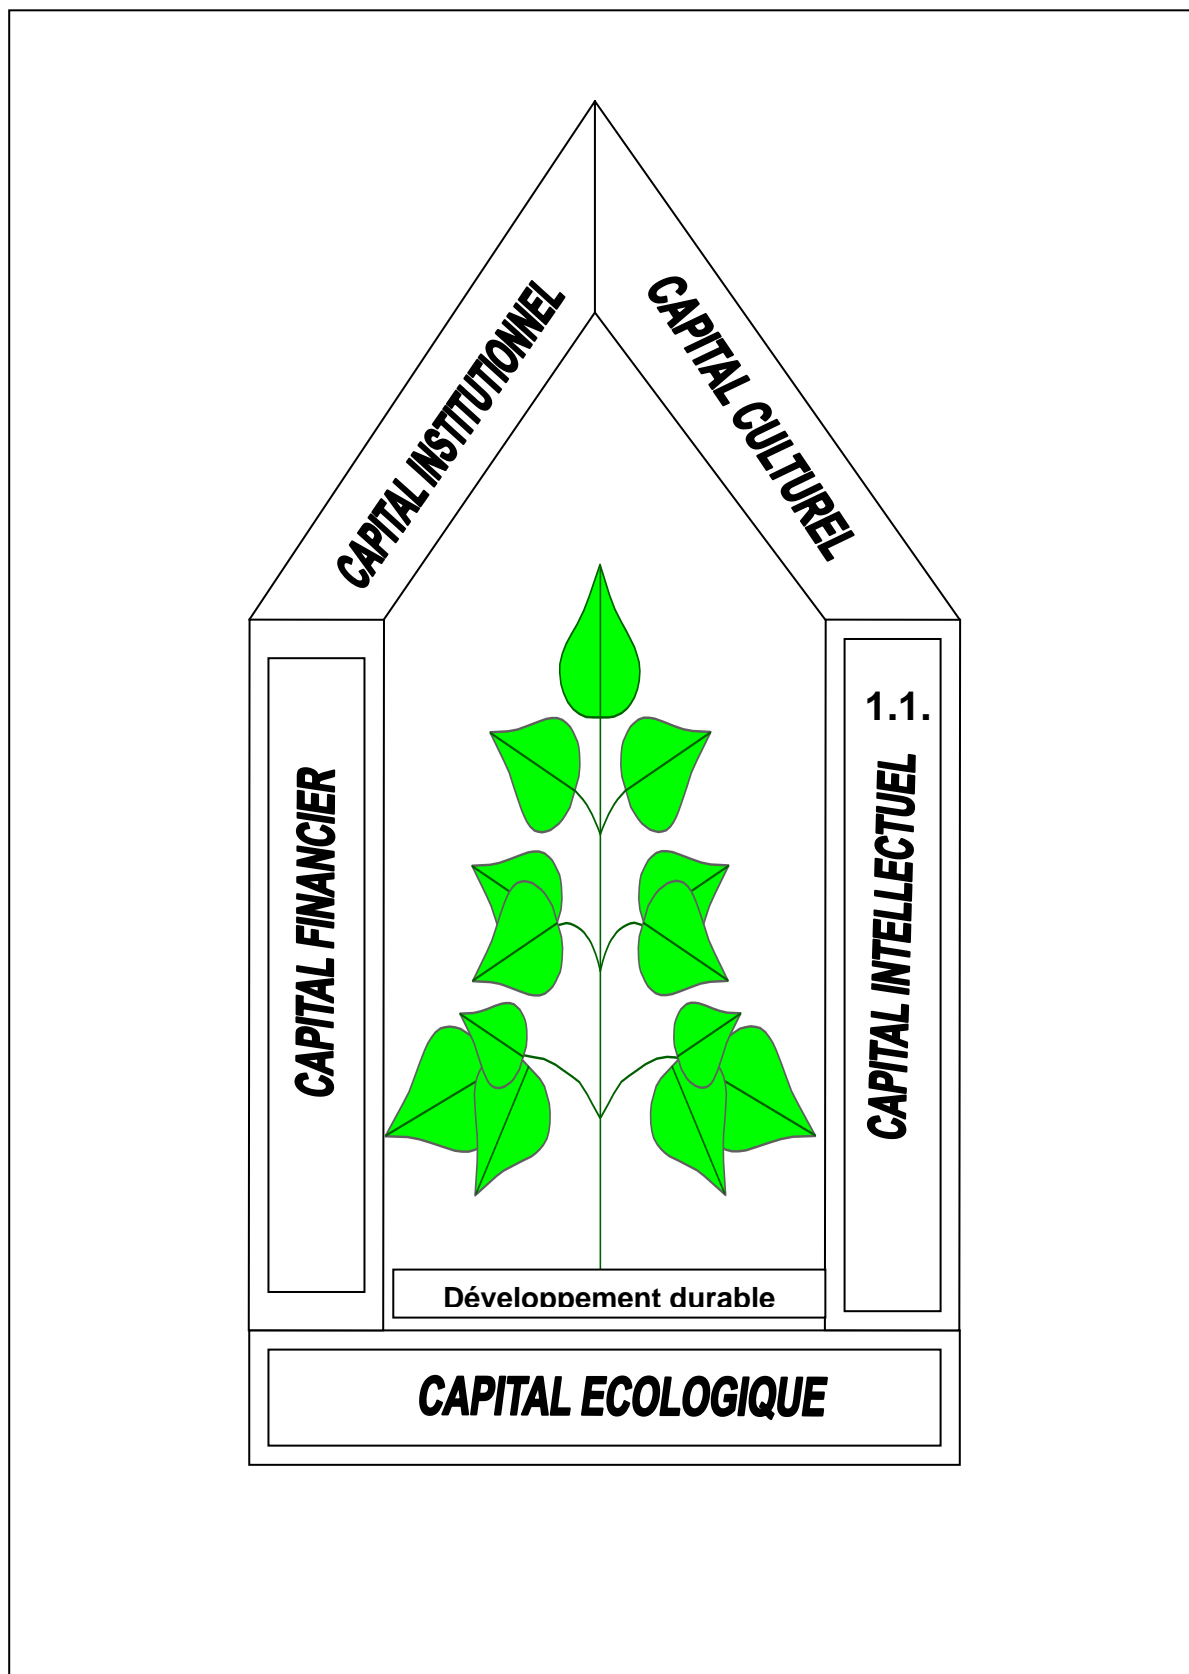 CAPITAL INSTITUTIONNEL
CAPITAL CULTUREL
CAPITAL FINANCIER
1.1.
CAPITAL INTELLECTUEL
Développement durable
CAPITAL ECOLOGIQUE